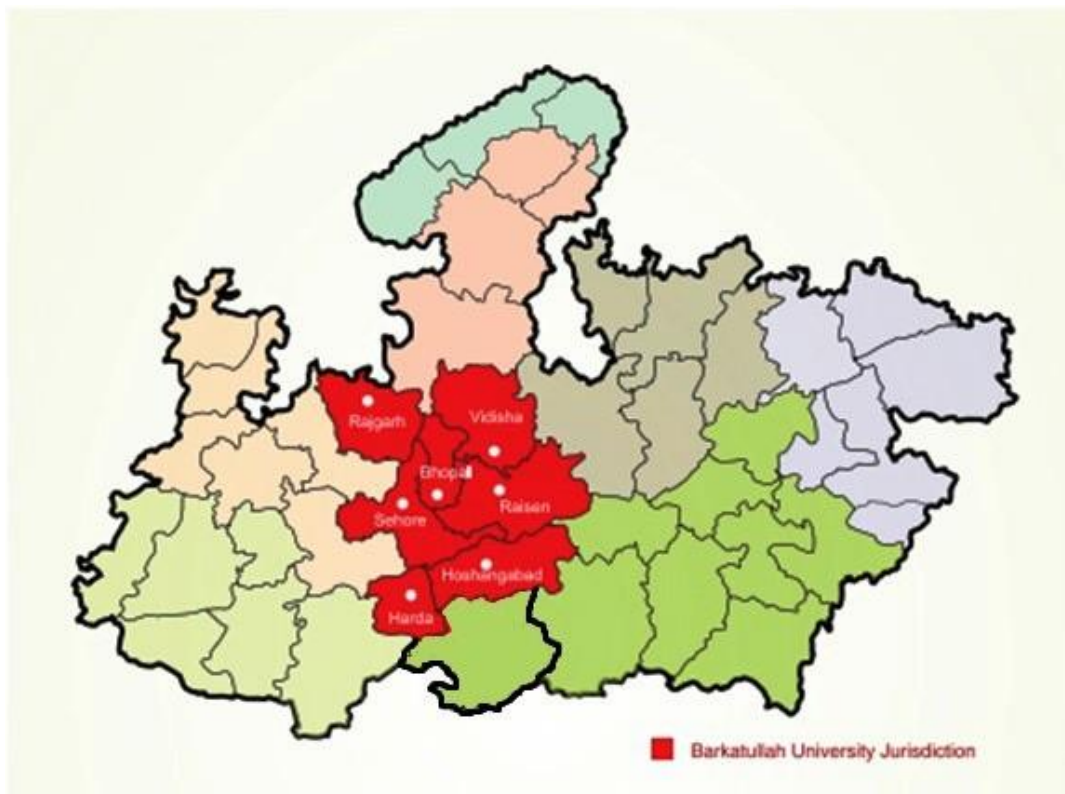 Rajgarh
Vidisha
Bhopal
Sehore
Raisen
Hoshangabad
Harda
Barkatullah University Jurisdiction